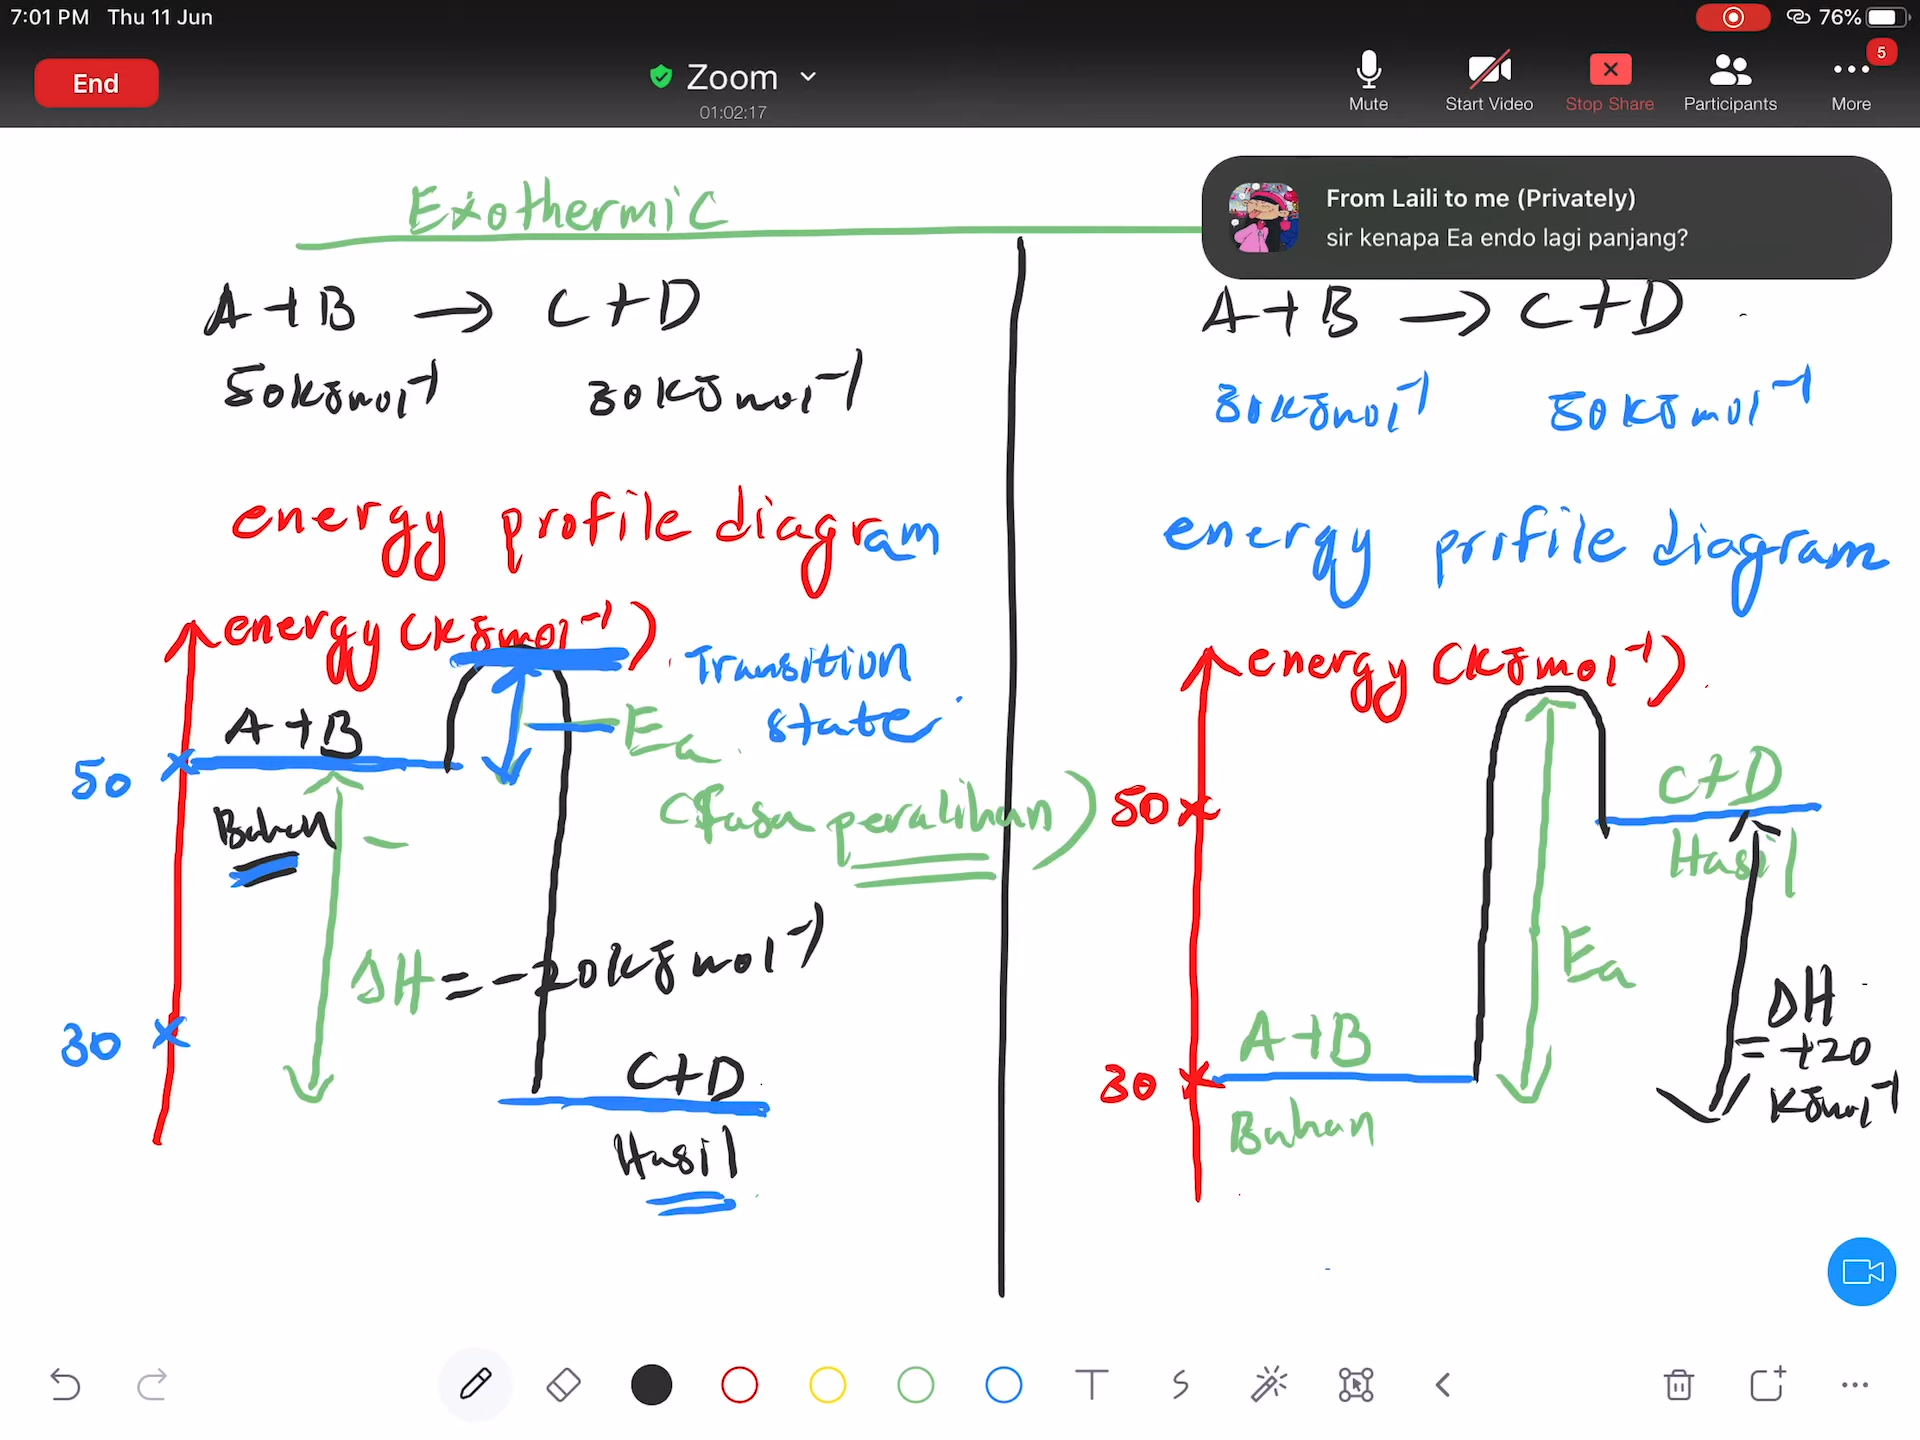 7:01 PM Thu 11 Jun
76%
End
Zoom
01:02:17
Mute
Start Video
Stop Share
Participants
More
5
From Laili to me (Privately)
sir kenapa Ea endo lagi panjang?
Exothermic
A+B → C+D
50kJmol⁻¹ 30kJmol⁻¹
energy profile diagram
energy (kJmol⁻¹)
Transition
state
A+B
Ea
50
Bahan
(Fasa peralihan)
ΔH = -20kJmol⁻¹
30
C+D
Hasil
A+B → C+D
30kJmol⁻¹ 50kJmol⁻¹
energy profile diagram
energy (kJmol⁻¹)
50
C+D
Hasil
Ea
ΔH
= +20
kJmol⁻¹
A+B
30
Bahan